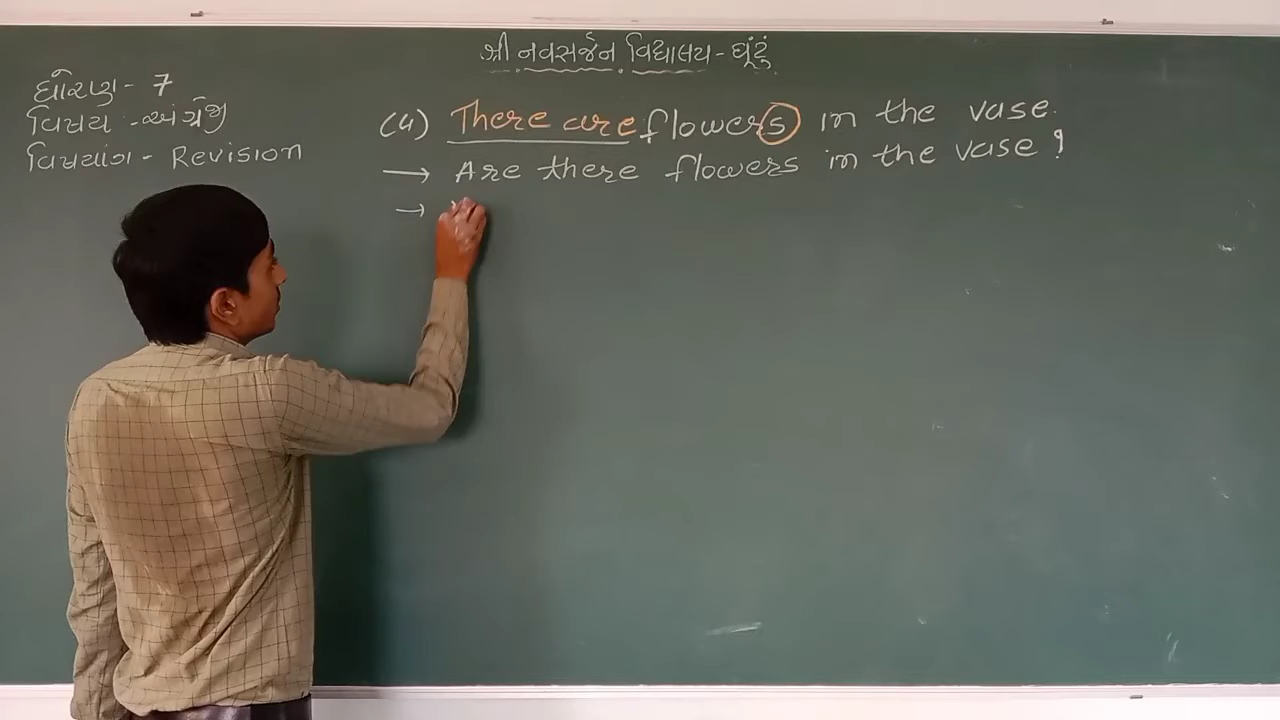 શ્રી નવસર્જન વિદ્યાલય - ઘૂંટું
ધોરણ - 7
વિષય - અંગ્રેજી
વિષયાંગ - Revision
(4) There are flowers in the vase.
→ Are there flowers in the vase?
→